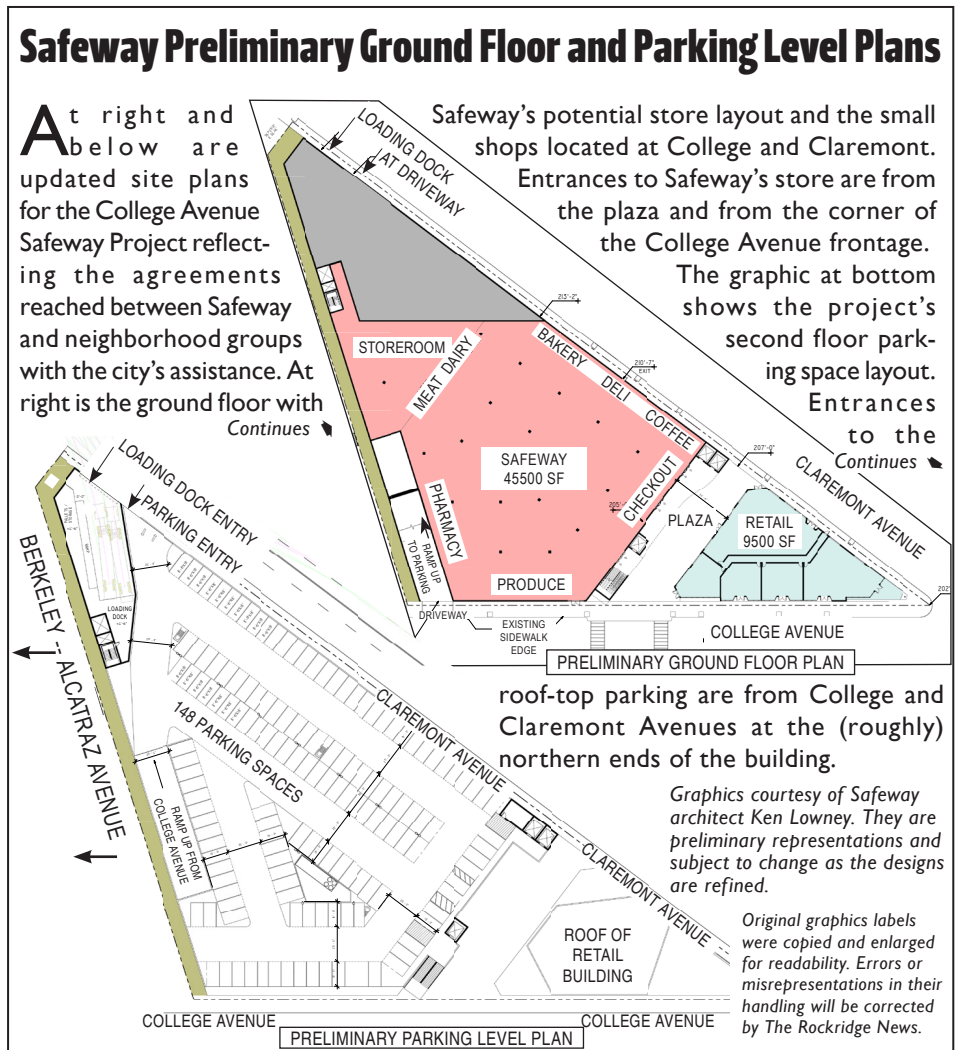 Safeway Preliminary Ground Floor and Parking Level Plans
At right and
below are
updated site plans
for the College Avenue
Safeway Project reflect-
ing the agreements
reached between Safeway
and neighborhood groups
with the city's assistance. At
right is the ground floor with
Continues
Safeway's potential store layout and the small
shops located at College and Claremont.
Entrances to Safeway's store are from
the plaza and from the corner of
the College Avenue frontage.
The graphic at bottom
shows the project's
second floor park-
ing space layout.
Entrances
to the
Continues
roof-top parking are from College and
Claremont Avenues at the (roughly)
northern ends of the building.
Graphics courtesy of Safeway
architect Ken Lowney. They are
preliminary representations and
subject to change as the designs
are refined.
Original graphics labels
were copied and enlarged
for readability. Errors or
misrepresentations in their
handling will be corrected
by The Rockridge News.
LOADING DOCK
AT DRIVEWAY
213'-2"
STOREROOM
MEAT DAIRY
BAKERY
DELI
COFFEE
210'-7"
EXIT
207'-0"
CLAREMONT AVENUE
SAFEWAY
45500 SF
CHECKOUT
PHARMACY
PLAZA
RETAIL
9500 SF
RAMP UP
TO PARKING
PRODUCE
DRIVEWAY
EXISTING
SIDEWALK
EDGE
COLLEGE AVENUE
PRELIMINARY GROUND FLOOR PLAN
LOADING DOCK ENTRY
PARKING ENTRY
BERKELEY -- ALCATRAZ AVENUE
LOADING
DOCK
CLAREMONT AVENUE
148 PARKING SPACES
RAMP UP FROM
COLLEGE AVENUE
CLAREMONT AVENUE
ROOF OF
RETAIL
BUILDING
COLLEGE AVENUE
COLLEGE AVENUE
PRELIMINARY PARKING LEVEL PLAN